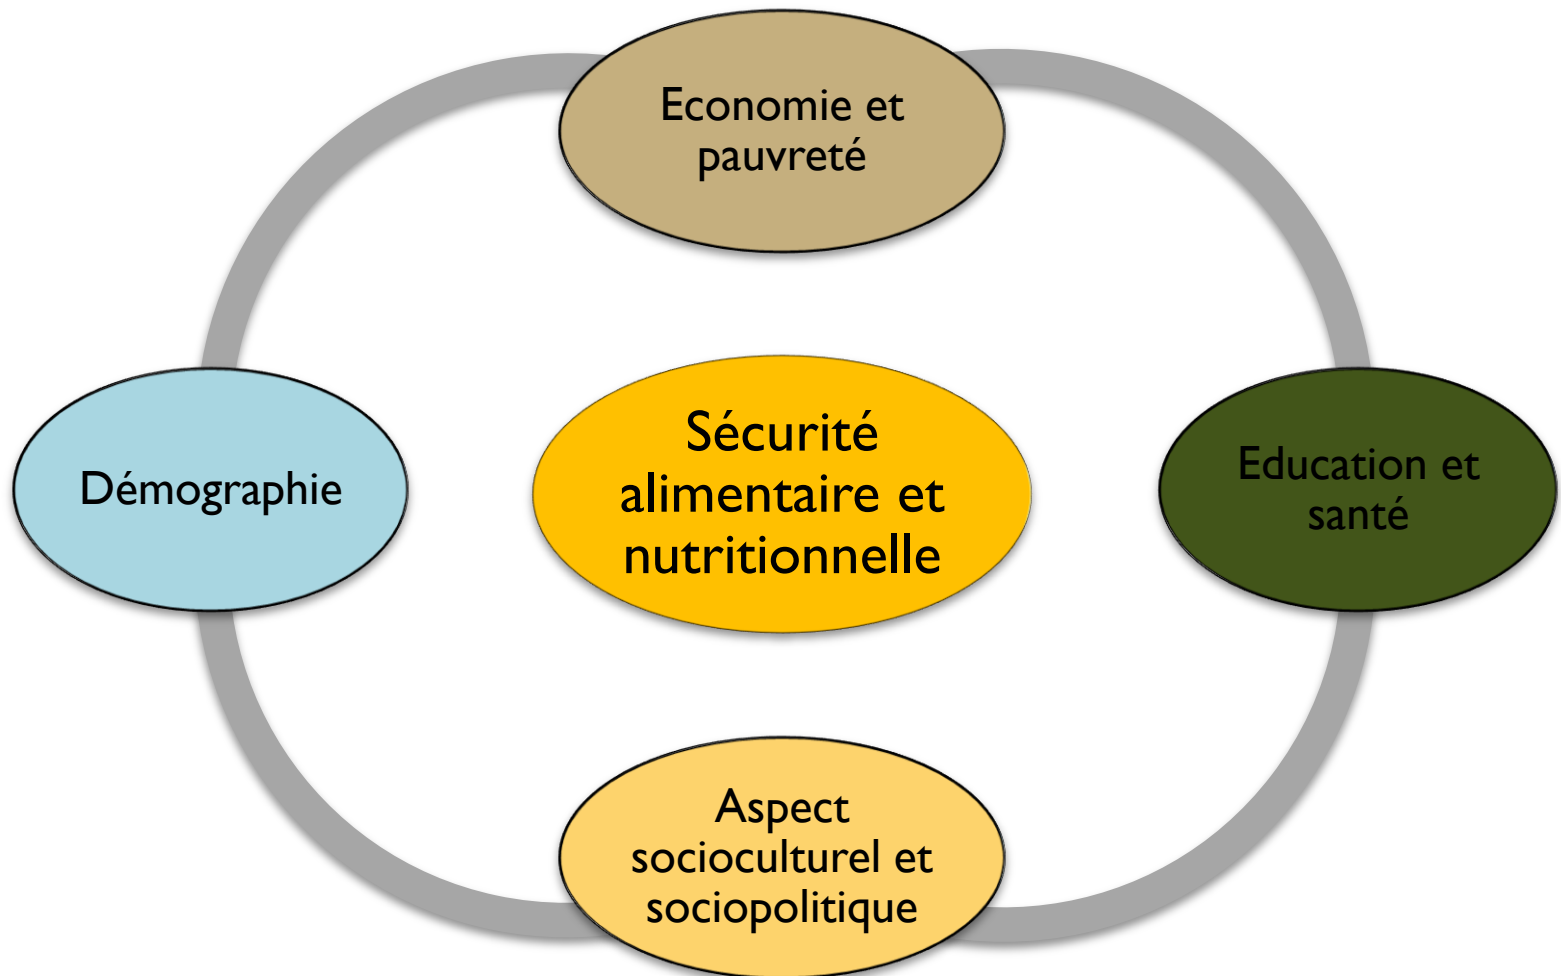 Economie et
pauvreté
Démographie
Sécurité
alimentaire et
nutritionnelle
Education et
santé
Aspect
socioculturel et
sociopolitique